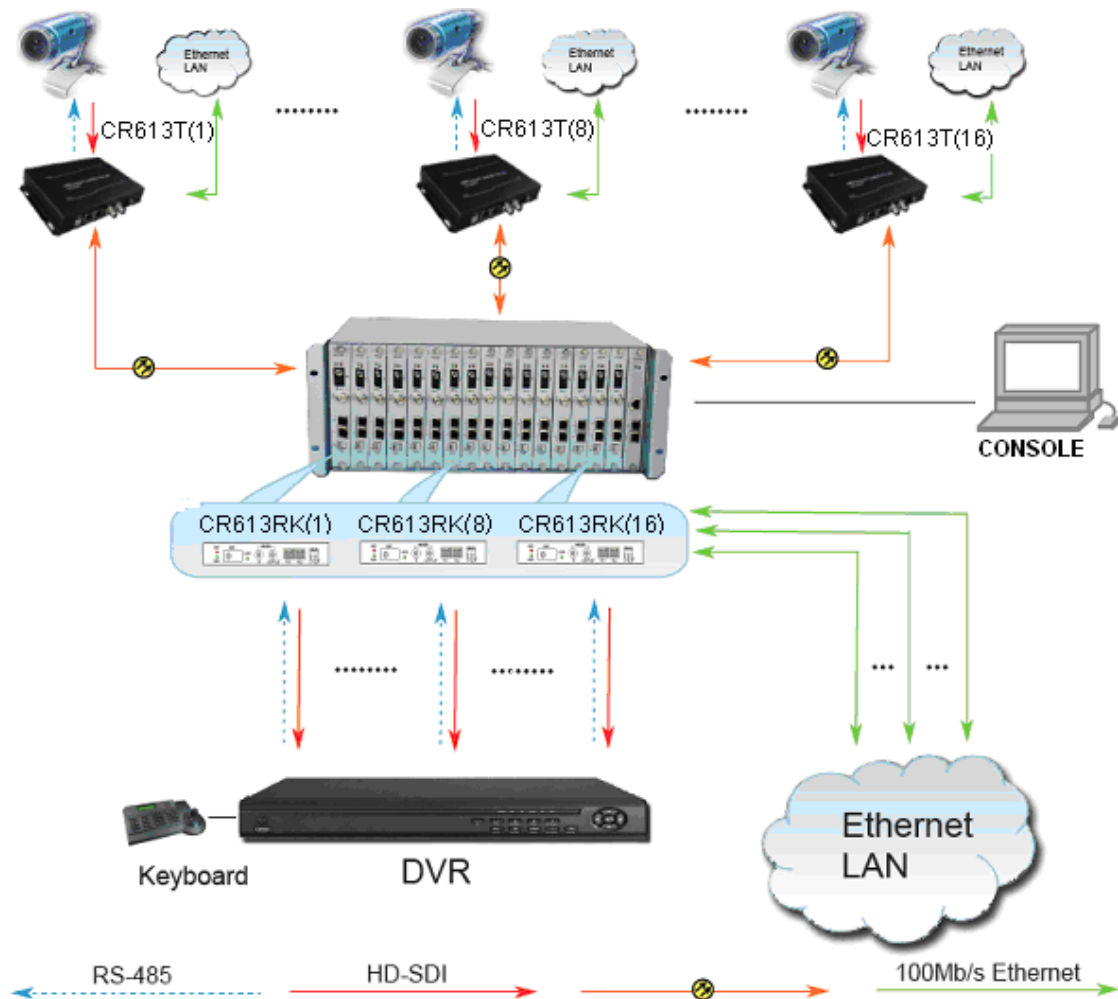 Ethernet
LAN
Ethernet
LAN
Ethernet
LAN
CR613T(1)
CR613T(8)
CR613T(16)
CONSOLE
CR613RK(1)
CR613RK(8)
CR613RK(16)
Keyboard
DVR
Ethernet
LAN
RS-485
HD-SDI
100Mb/s Ethernet